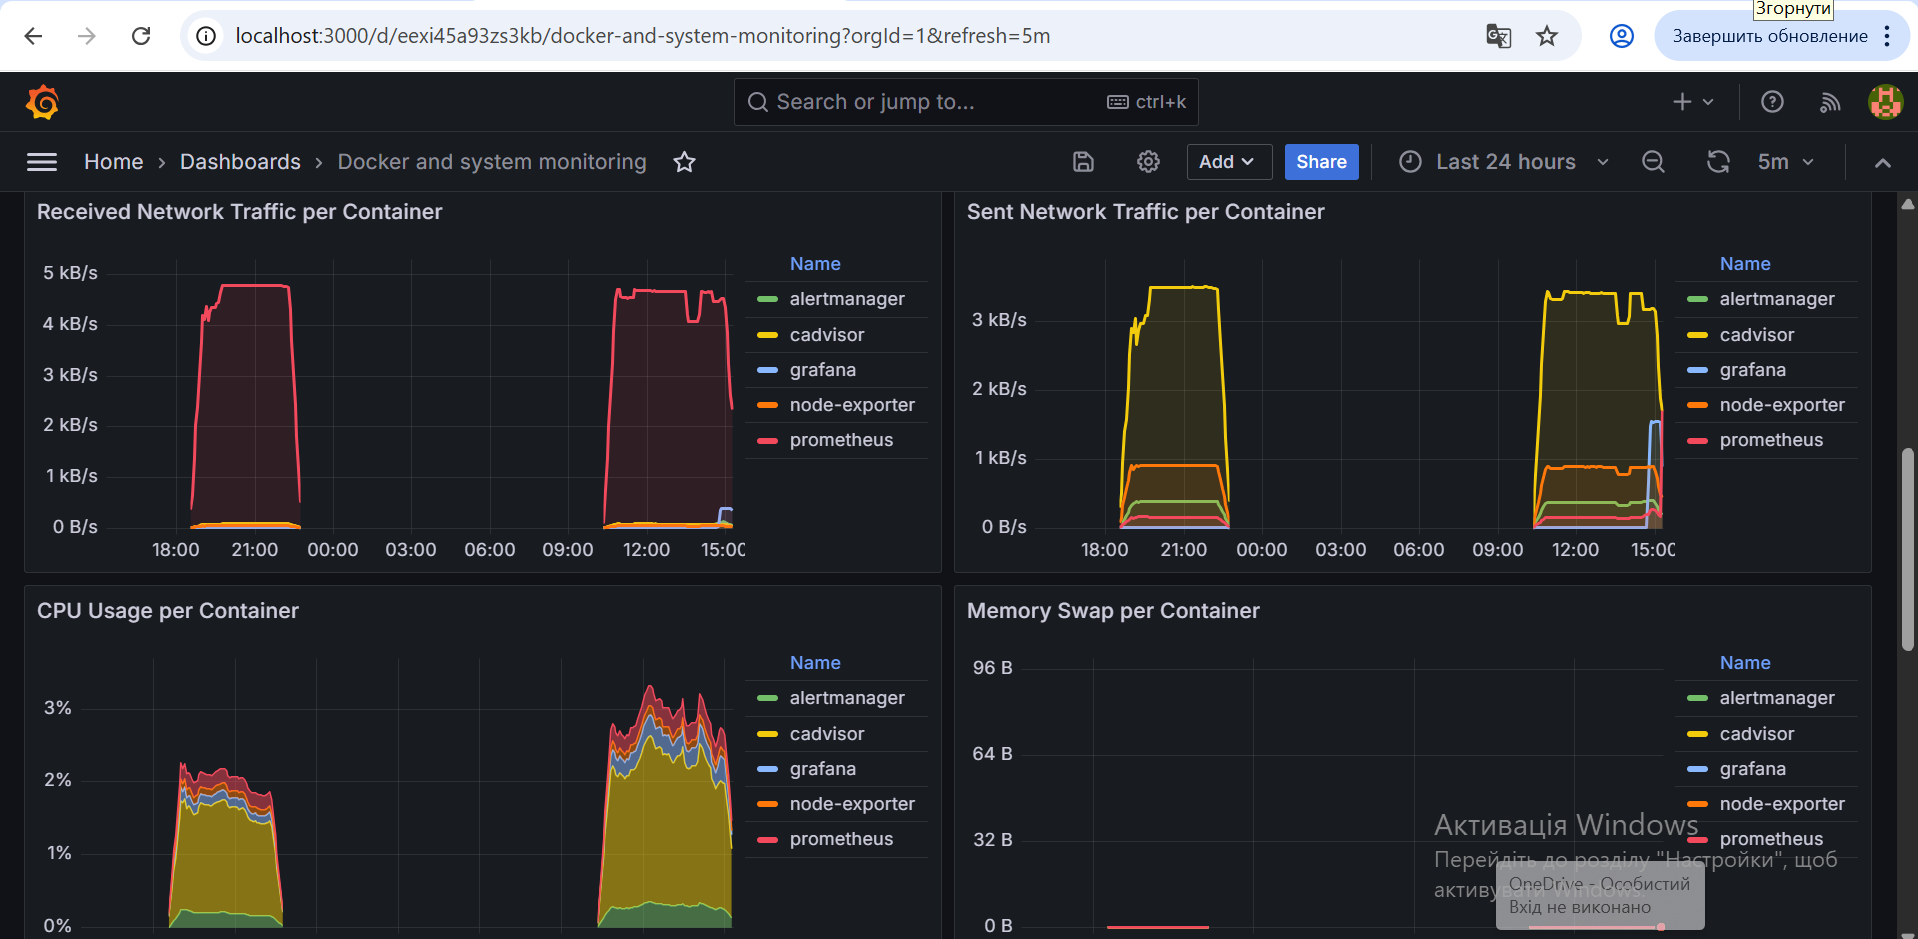 Згорнути
localhost:3000/d/eexi45a93zs3kb/docker-and-system-monitoring?orgId=1&refresh=5m
Завершить обновление
Search or jump to...
ctrl+k
Home
Dashboards
Docker and system monitoring
Add
Share
Last 24 hours
5m
Received Network Traffic per Container
5 kB/s
4 kB/s
3 kB/s
2 kB/s
1 kB/s
0 B/s
18:00
21:00
00:00
03:00
06:00
09:00
12:00
15:00
Name
alertmanager
cadvisor
grafana
node-exporter
prometheus
Sent Network Traffic per Container
3 kB/s
2 kB/s
1 kB/s
0 B/s
18:00
21:00
00:00
03:00
06:00
09:00
12:00
15:00
Name
alertmanager
cadvisor
grafana
node-exporter
prometheus
CPU Usage per Container
3%
2%
1%
0%
Name
alertmanager
cadvisor
grafana
node-exporter
prometheus
Memory Swap per Container
96 B
64 B
32 B
0 B
Name
alertmanager
cadvisor
grafana
node-exporter
prometheus
Активація Windows
Перейдіть до розділу "Настройки", щоб
активувати Windows.
OneDrive – Особистий
Вхід не виконано